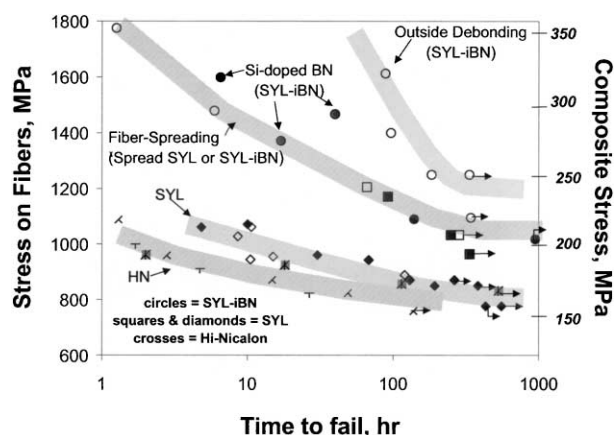 1800
1600
1400
1200
1000
800
600
Stress on Fibers, MPa
350
300
250
200
150
Composite Stress, MPa
Outside Debonding
(SYL-iBN)
Si-doped BN
(SYL-iBN)
Fiber-Spreading
(Spread SYL or SYL-iBN)
SYL
HN
circles = SYL-iBN
squares & diamonds = SYL
crosses = Hi-Nicalon
1
10
100
1000
Time to fail, hr